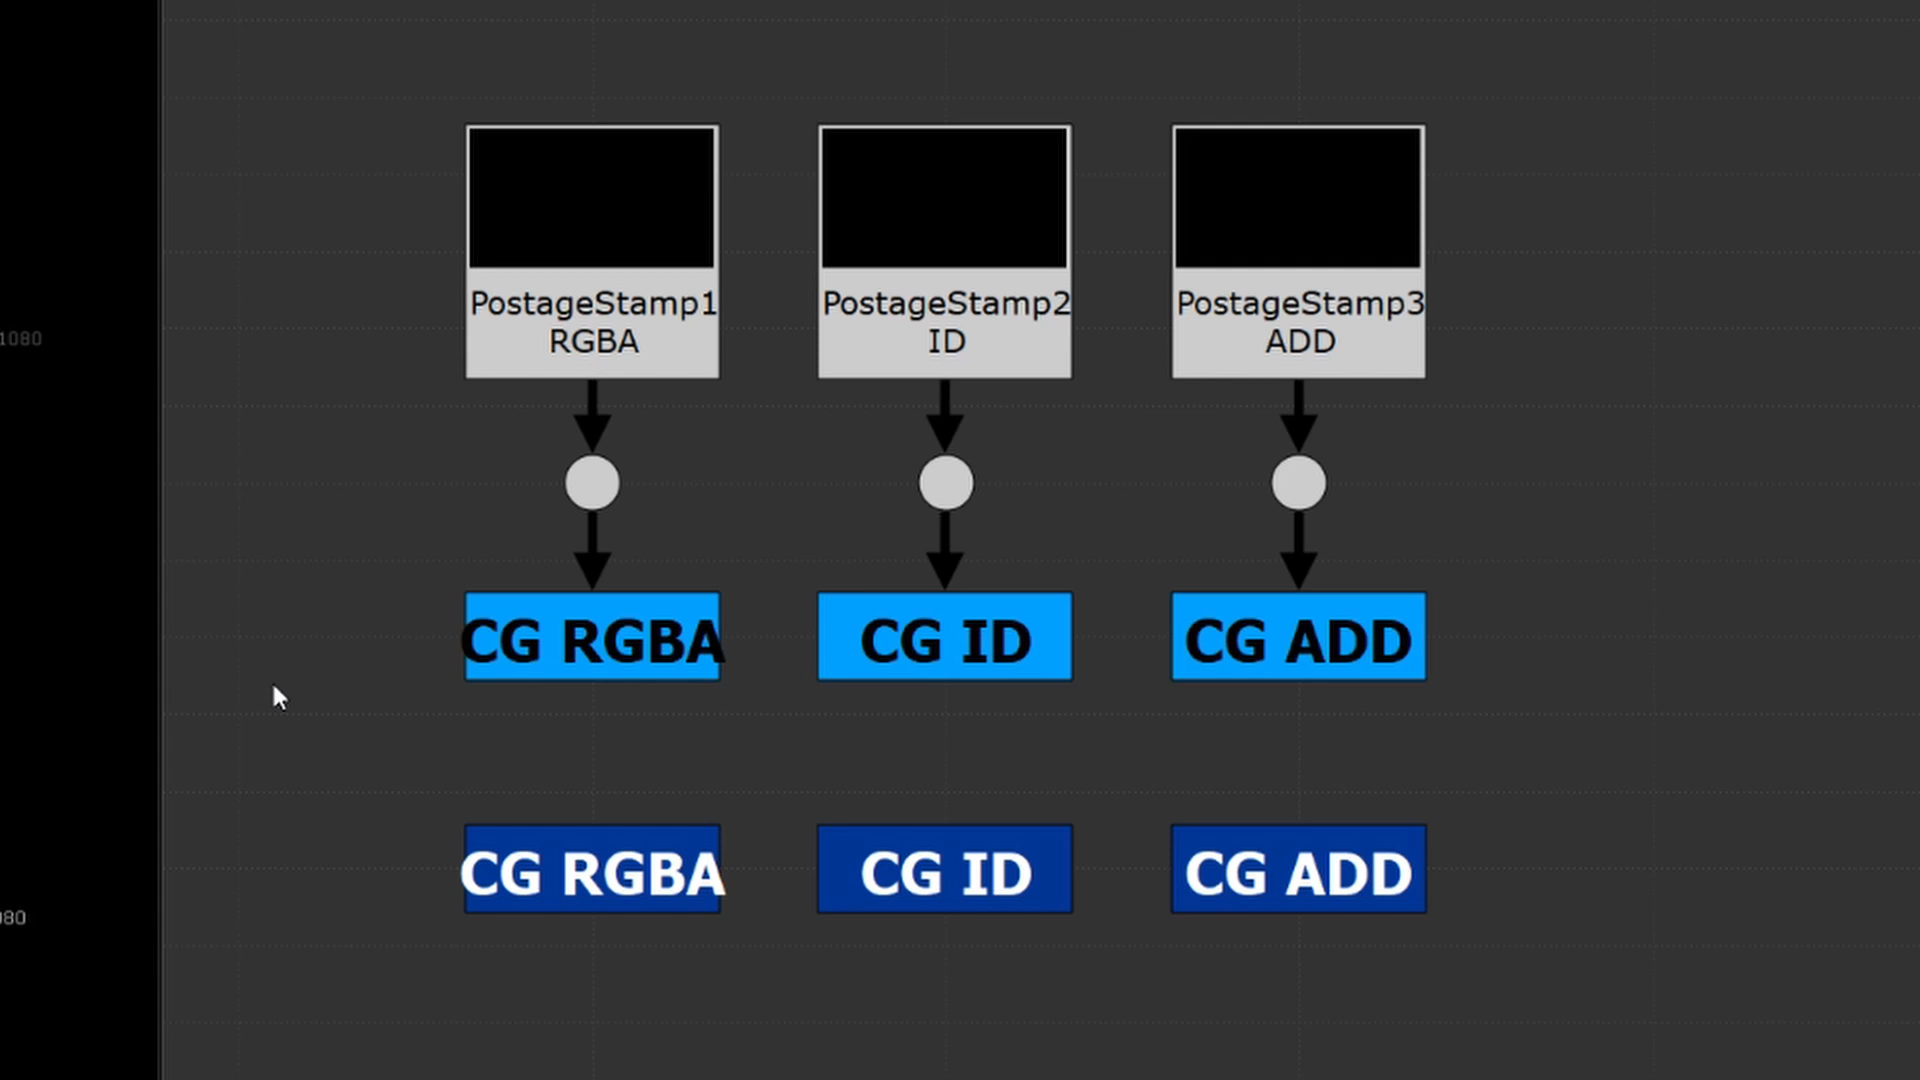 PostageStamp1
RGBA
PostageStamp2
ID
PostageStamp3
ADD
1080
CG RGBA
CG ID
CG ADD
CG RGBA
CG ID
CG ADD